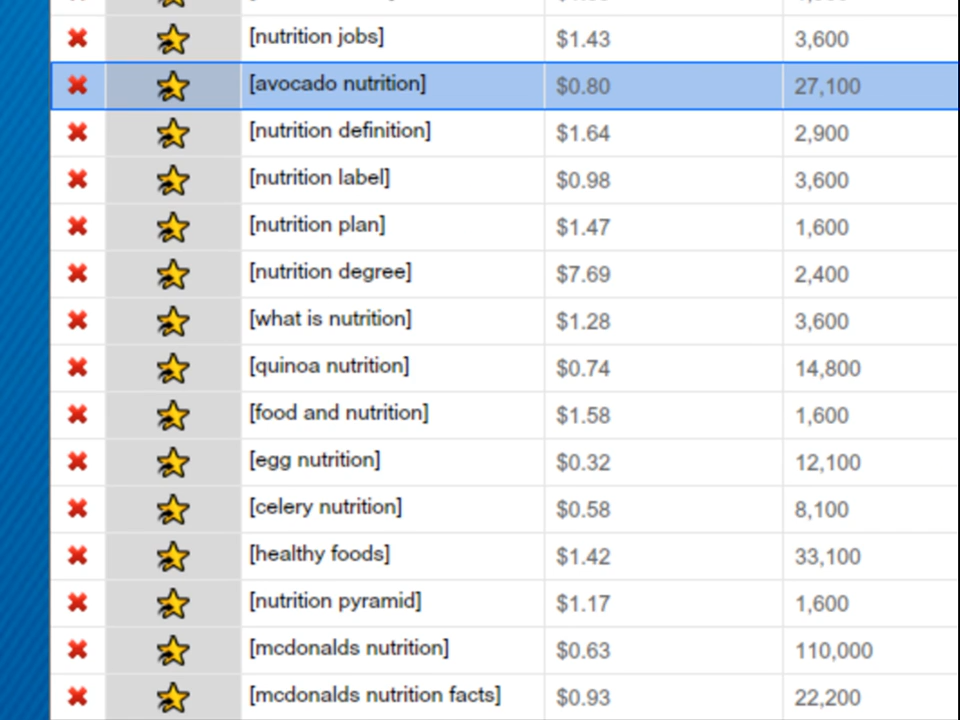 [nutrition jobs] $1.43 3,600
[avocado nutrition] $0.80 27,100
[nutrition definition] $1.64 2,900
[nutrition label] $0.98 3,600
[nutrition plan] $1.47 1,600
[nutrition degree] $7.69 2,400
[what is nutrition] $1.28 3,600
[quinoa nutrition] $0.74 14,800
[food and nutrition] $1.58 1,600
[egg nutrition] $0.32 12,100
[celery nutrition] $0.58 8,100
[healthy foods] $1.42 33,100
[nutrition pyramid] $1.17 1,600
[mcdonalds nutrition] $0.63 110,000
[mcdonalds nutrition facts] $0.93 22,200